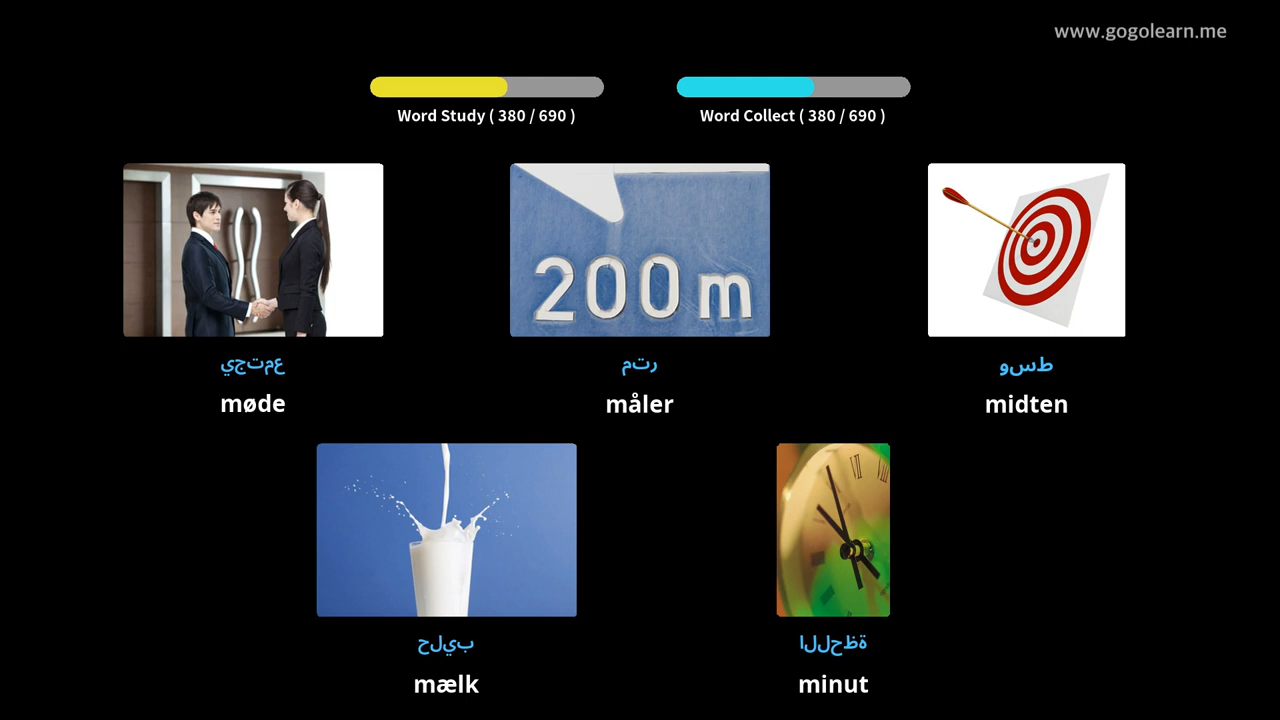 www.gogolearn.me
Word Study ( 380 / 690 )
Word Collect ( 380 / 690 )
200 m
يجتمع
møde
متر
måler
وسط
midten
حليب
mælk
اللحظة
minut